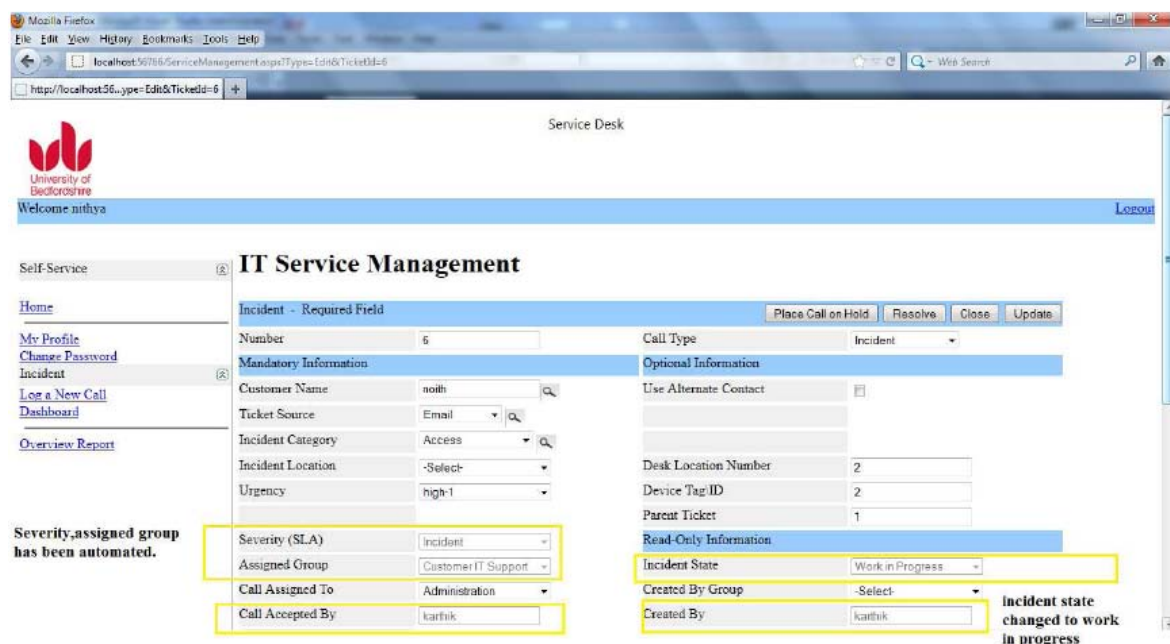 Mozilla Firefox
File Edit View History Bookmarks Tools Help
localhost:56766/ServiceManagement.aspx?Type=Edit&TicketId=6
Web Search
http://localhost:56...ype=Edit&TicketId=6
Service Desk
University of
Bedfordshire
Welcome nithya
Logout
Self-Service
IT Service Management
Home
Incident - Required Field
Place Call on Hold
Resolve
Close
Update
My Profile
Number
Call Type
Incident
Change Password
Mandatory Information
Optional Information
Incident
Customer Name
noith
Use Alternate Contact
Log a New Call
Dashboard
Ticket Source
Email
Overview Report
Incident Category
Access
Incident Location
-Select-
Desk Location Number
2
Urgency
high-1
Device Tag\ID
2
Parent Ticket
1
Severity,assigned group
has been automated.
Severity (SLA)
Incident
Read-Only Information
Assigned Group
Customer IT Support
Incident State
Work in Progress
Call Assigned To
Administration
Created By Group
-Select-
Call Accepted By
karthik
Created By
karthik
incident state
changed to work
in progress